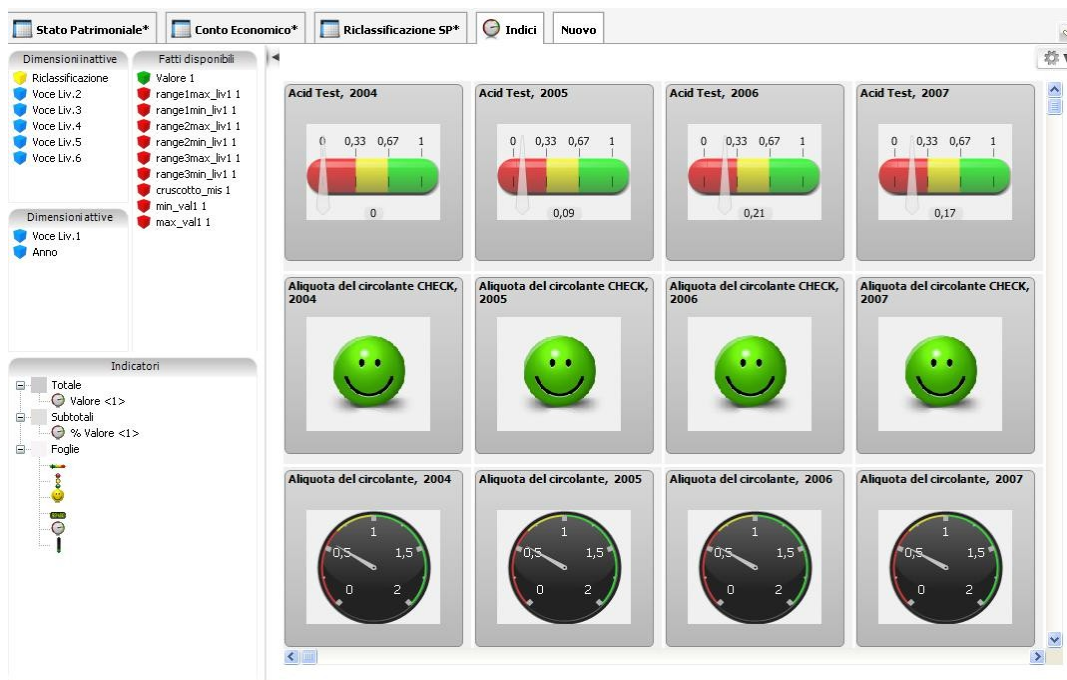 Stato Patrimoniale*
Conto Economico*
Riclassificazione SP*
Indici
Nuovo
Dimensioni inattive
Riclassificazione
Voce Liv.2
Voce Liv.3
Voce Liv.4
Voce Liv.5
Voce Liv.6
Fatti disponibili
Valore 1
range1max_liv1 1
range1min_liv1 1
range2max_liv1 1
range2min_liv1 1
range3max_liv1 1
range3min_liv1 1
cruscotto_mis 1
min_val1 1
max_val1 1
Dimensioni attive
Voce Liv.1
Anno
Indicatori
Totale
Valore <1>
Subtotali
% Valore <1>
Foglie
Acid Test, 2004
0 0,33 0,67 1
0
Acid Test, 2005
0 0,33 0,67 1
0,09
Acid Test, 2006
0 0,33 0,67 1
0,21
Acid Test, 2007
0 0,33 0,67 1
0,17
Aliquota del circolante CHECK,
2004
Aliquota del circolante CHECK,
2005
Aliquota del circolante CHECK,
2006
Aliquota del circolante CHECK,
2007
Aliquota del circolante, 2004
1
0,5 1,5
0 2
Aliquota del circolante, 2005
1
0,5 1,5
0 2
Aliquota del circolante, 2006
1
0,5 1,5
0 2
Aliquota del circolante, 2007
1
0,5 1,5
0 2